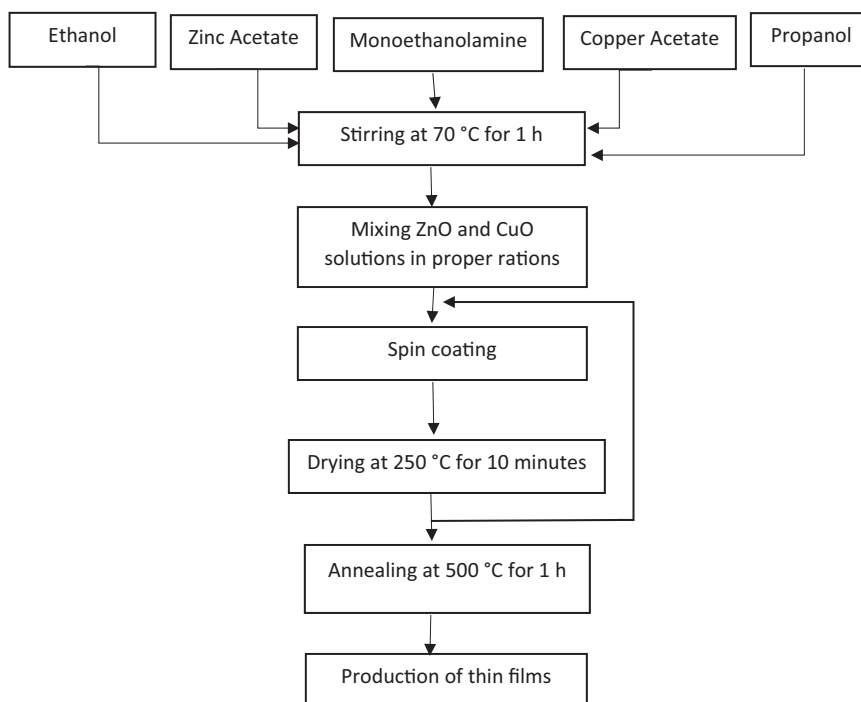 Ethanol
Zinc Acetate
Monoethanolamine
Copper Acetate
Propanol
Stirring at 70 °C for 1 h
Mixing ZnO and CuO
solutions in proper rations
Spin coating
Drying at 250 °C for 10 minutes
Annealing at 500 °C for 1 h
Production of thin films